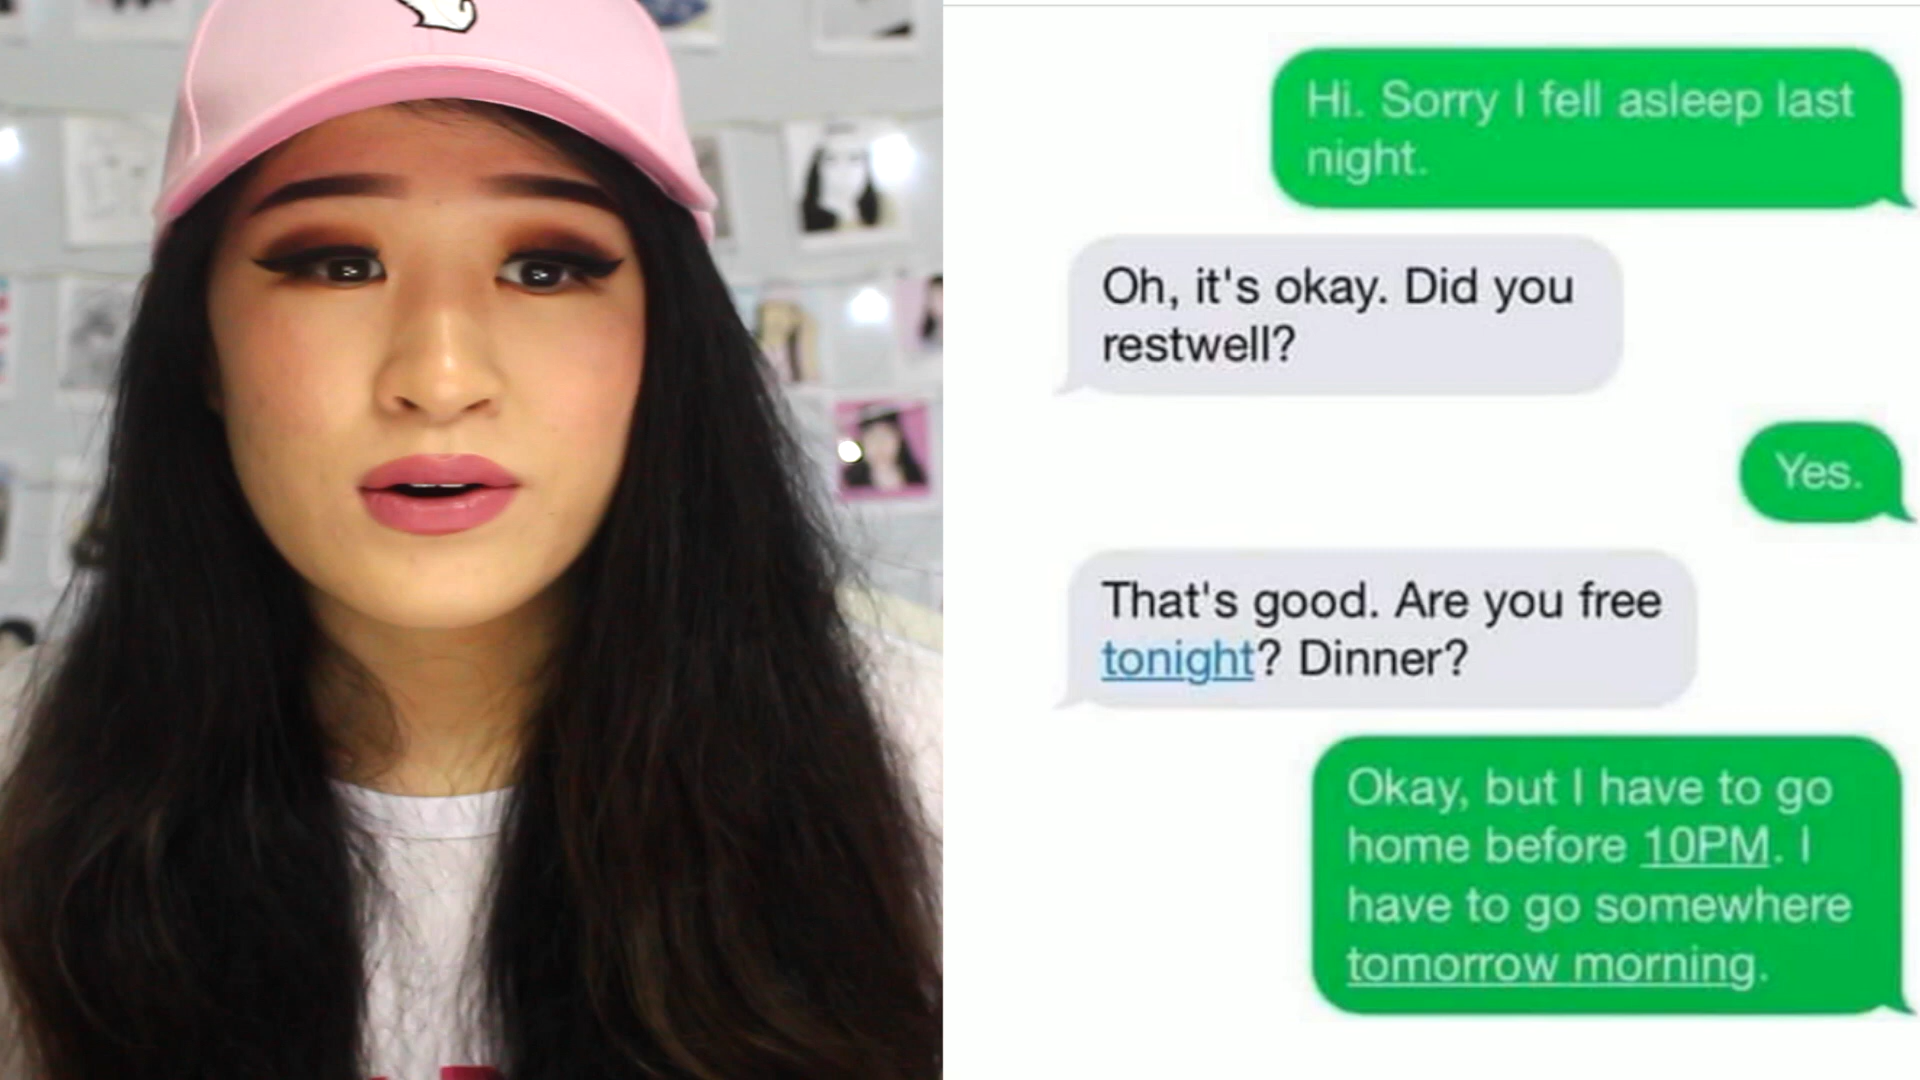 Hi. Sorry I fell asleep last
night.
Oh, it's okay. Did you
restwell?
Yes.
That's good. Are you free
tonight? Dinner?
Okay, but I have to go
home before 10PM. I
have to go somewhere
tomorrow morning.